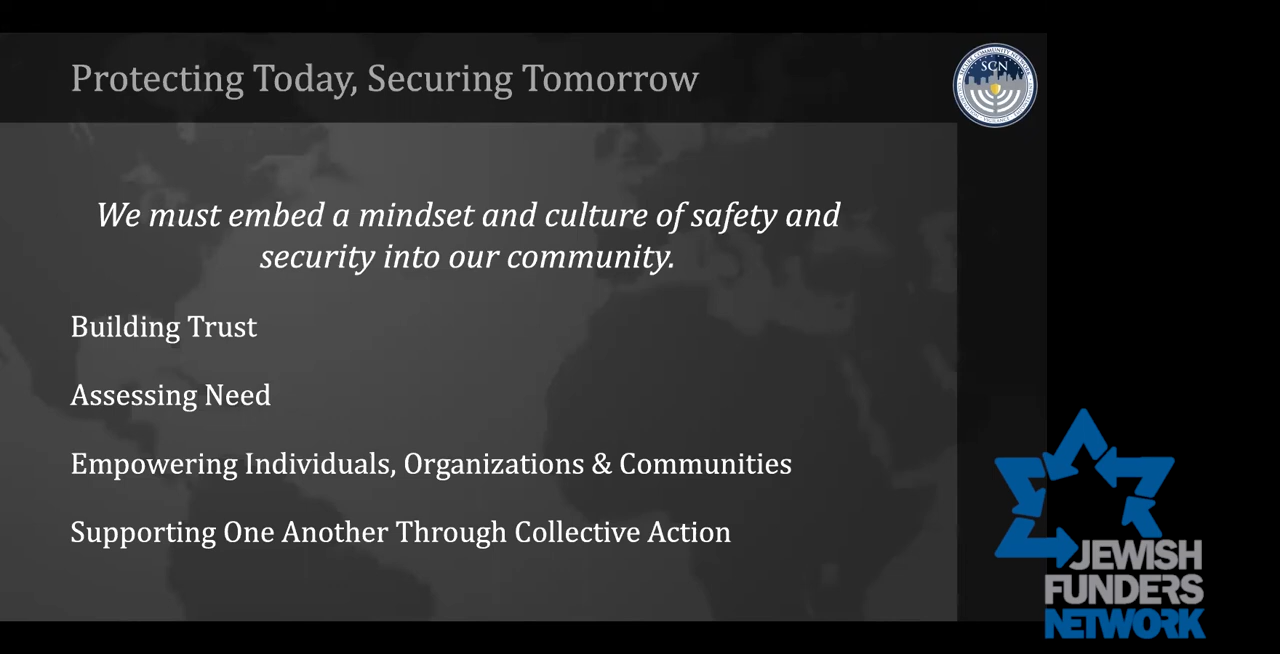 Protecting Today, Securing Tomorrow
SCN
We must embed a mindset and culture of safety and
security into our community.
Building Trust
Assessing Need
Empowering Individuals, Organizations & Communities
Supporting One Another Through Collective Action
JEWISH
FUNDERS
NETWORK